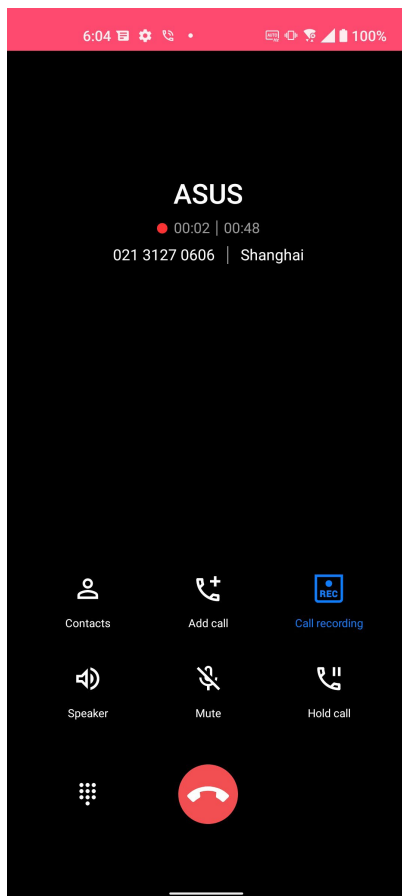 6:04 100%
ASUS
00:02 | 00:48
021 3127 0606 | Shanghai
REC
Contacts Add call Call recording
Speaker Mute Hold call